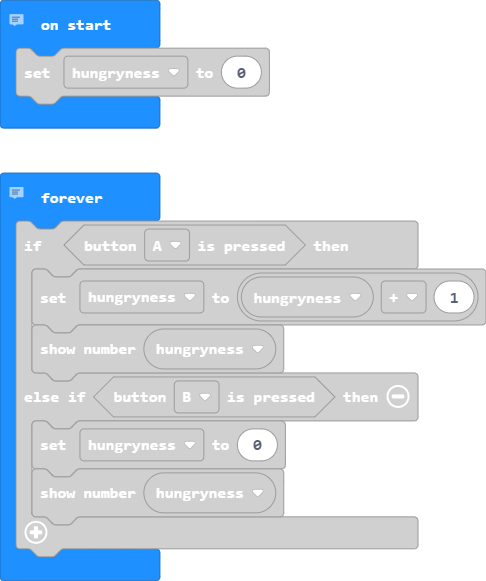 on start
set hungryness to 0
forever
if button A is pressed then
set hungryness to hungryness + 1
show number hungryness
else if button B is pressed then
set hungryness to 0
show number hungryness